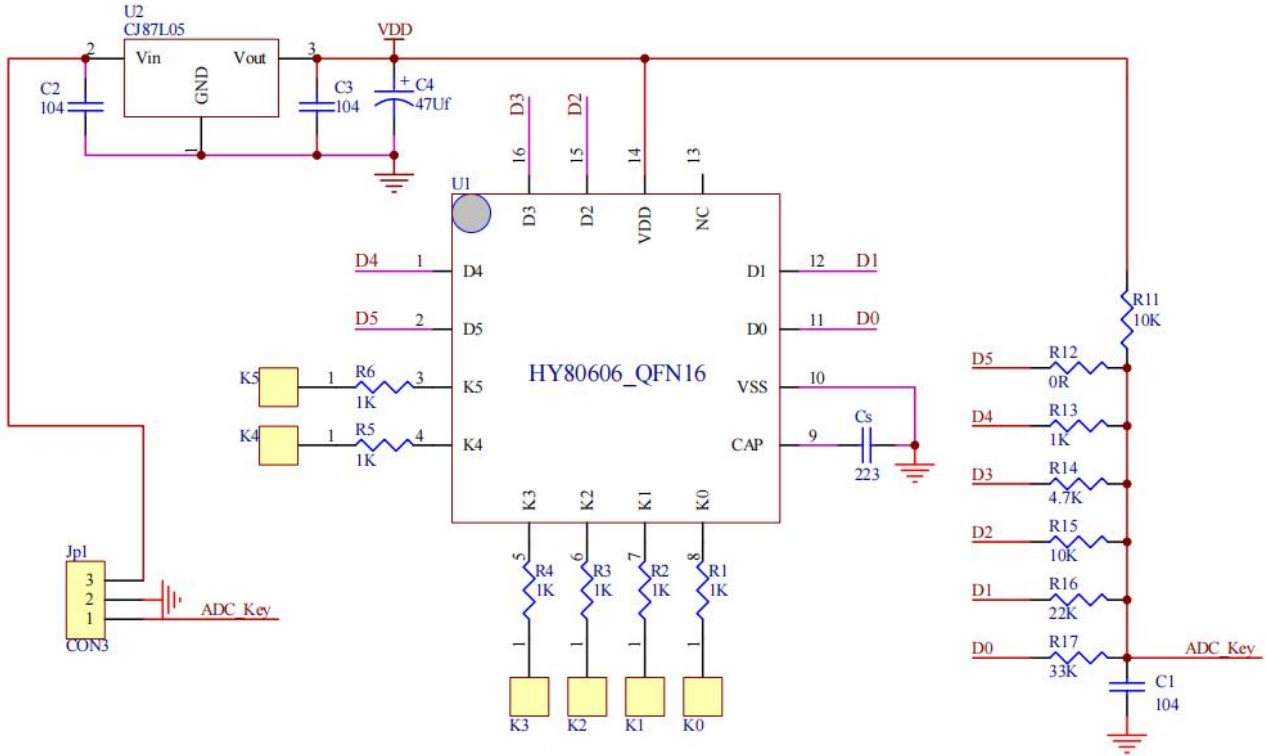 U2
CJ87L05
2
Vin
Vout
3
GND
1
C2
104
C3
104
VDD
+
C4
47Uf
D3
D2
16
15
14
13
U1
D3
D2
VDD
NC
D4
1
D4
D1
12
D1
D5
2
D5
D0
11
D0
HY80606_QFN16
K5
1
R6
1K
3
K5
VSS
10
K4
1
R5
1K
4
K4
CAP
9
Cs
223
K3
K2
K1
K0
5
6
7
8
R4
1K
R3
1K
R2
1K
R1
1K
1
1
1
1
K3
K2
K1
K0
Jp1
3
2
1
ADC_Key
CON3
R11
10K
D5
R12
0R
D4
R13
1K
D3
R14
4.7K
D2
R15
10K
D1
R16
22K
D0
R17
33K
ADC_Key
C1
104